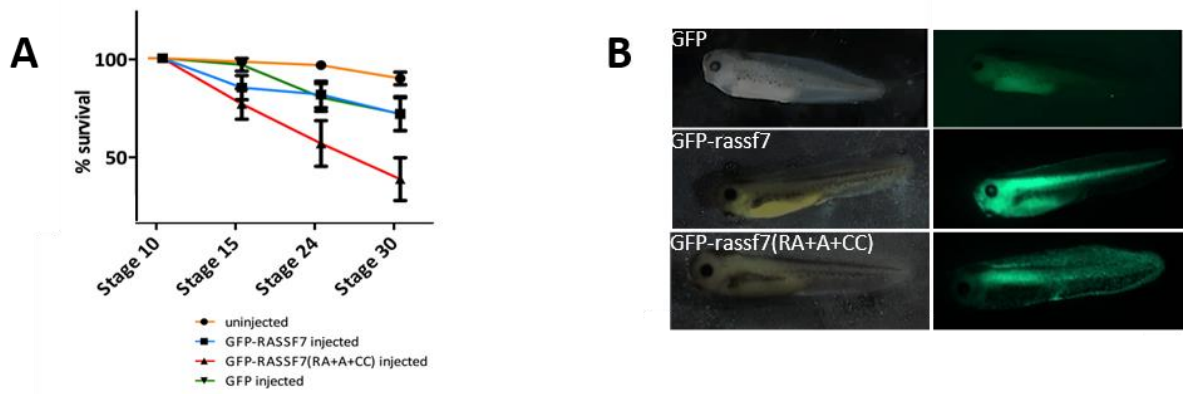 A
% survival
100
50
Stage 10
Stage 15
Stage 24
Stage 30
uninjected
GFP-RASSF7 injected
GFP-RASSF7(RA+A+CC) injected
GFP injected
B
GFP
GFP-rassf7
GFP-rassf7(RA+A+CC)